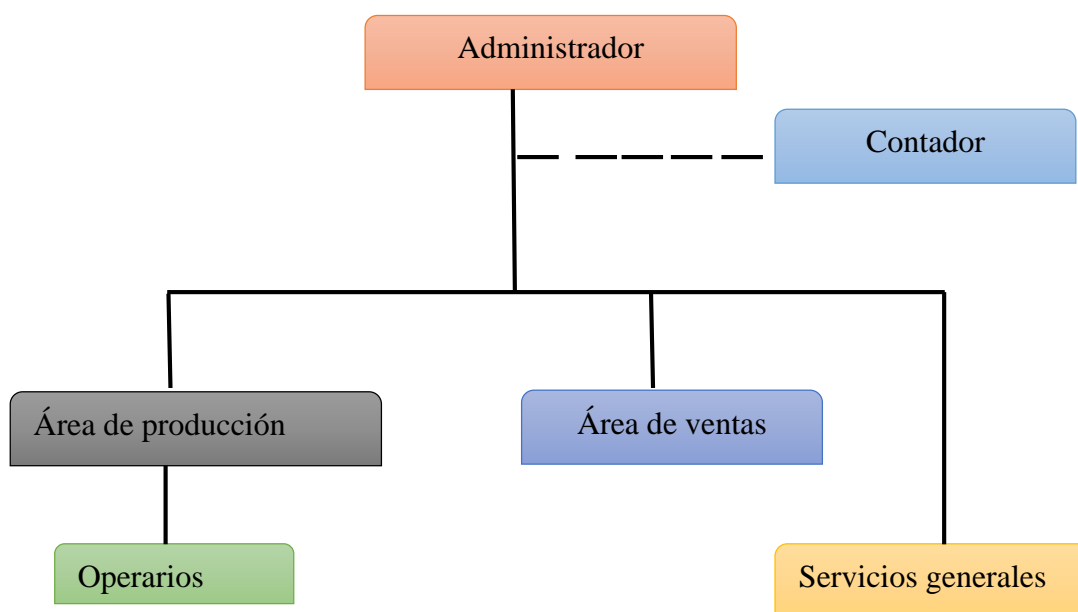 Administrador
Contador
Área de producción
Área de ventas
Operarios
Servicios generales